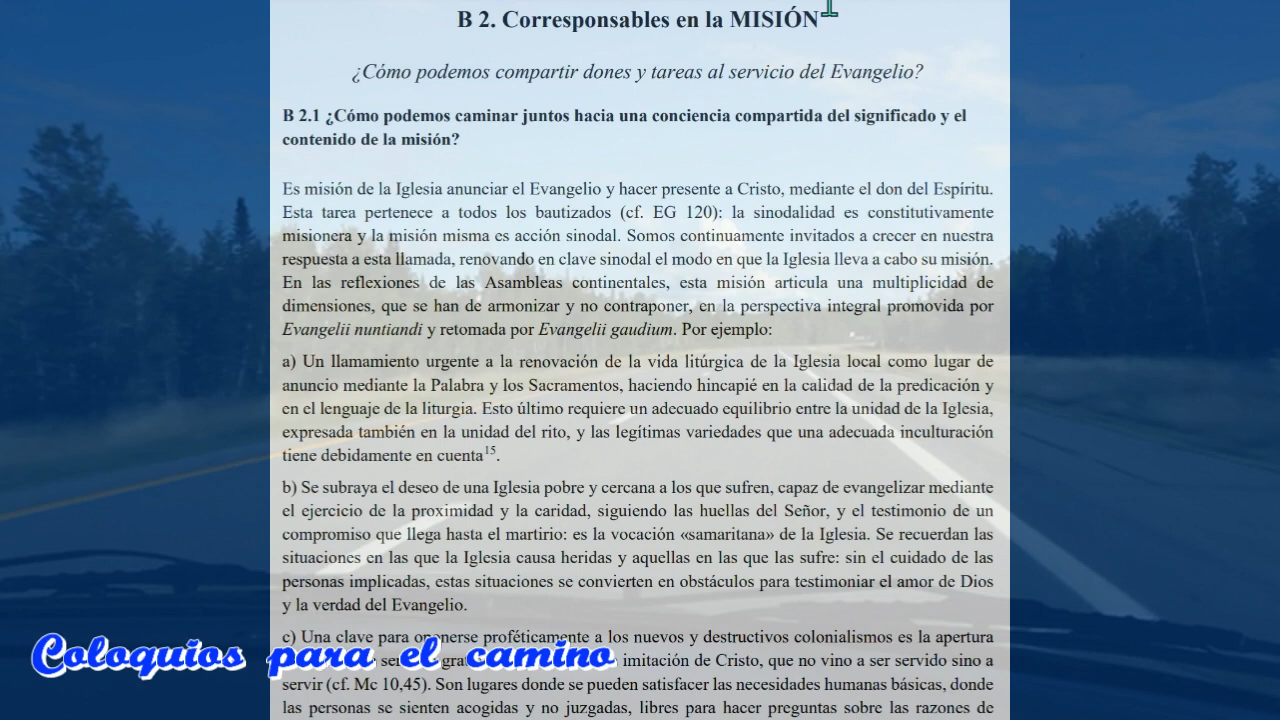 B 2. Corresponsables en la MISIÓN
¿Cómo podemos compartir dones y tareas al servicio del Evangelio?
B 2.1 ¿Cómo podemos caminar juntos hacia una conciencia compartida del significado y el
contenido de la misión?
Es misión de la Iglesia anunciar el Evangelio y hacer presente a Cristo, mediante el don del Espíritu.
Esta tarea pertenece a todos los bautizados (cf. EG 120): la sinodalidad es constitutivamente
misionera y la misión misma es acción sinodal. Somos continuamente invitados a crecer en nuestra
respuesta a esta llamada, renovando en clave sinodal el modo en que la Iglesia lleva a cabo su misión.
En las reflexiones de las Asambleas continentales, esta misión articula una multiplicidad de
dimensiones, que se han de armonizar y no contraponer, en la perspectiva integral promovida por
Evangelii nuntiandi y retomada por Evangelii gaudium. Por ejemplo:
a) Un llamamiento urgente a la renovación de la vida litúrgica de la Iglesia local como lugar de
anuncio mediante la Palabra y los Sacramentos, haciendo hincapié en la calidad de la predicación y
en el lenguaje de la liturgia. Esto último requiere un adecuado equilibrio entre la unidad de la Iglesia,
expresada también en la unidad del rito, y las legítimas variedades que una adecuada inculturación
tiene debidamente en cuenta15.
b) Se subraya el deseo de una Iglesia pobre y cercana a los que sufren, capaz de evangelizar mediante
el ejercicio de la proximidad y la caridad, siguiendo las huellas del Señor, y el testimonio de un
compromiso que llega hasta el martirio: es la vocación «samaritana» de la Iglesia. Se recuerdan las
situaciones en las que la Iglesia causa heridas y aquellas en las que las sufre: sin el cuidado de las
personas implicadas, estas situaciones se convierten en obstáculos para testimoniar el amor de Dios
y la verdad del Evangelio.
c) Una clave para oponerse proféticamente a los nuevos y destructivos colonialismos es la apertura
imitación de Cristo, que no vino a ser servido sino a
servir (cf. Mc 10,45). Son lugares donde se pueden satisfacer las necesidades humanas básicas, donde
las personas se sienten acogidas y no juzgadas, libres para hacer preguntas sobre las razones de
Coloquios para el camino